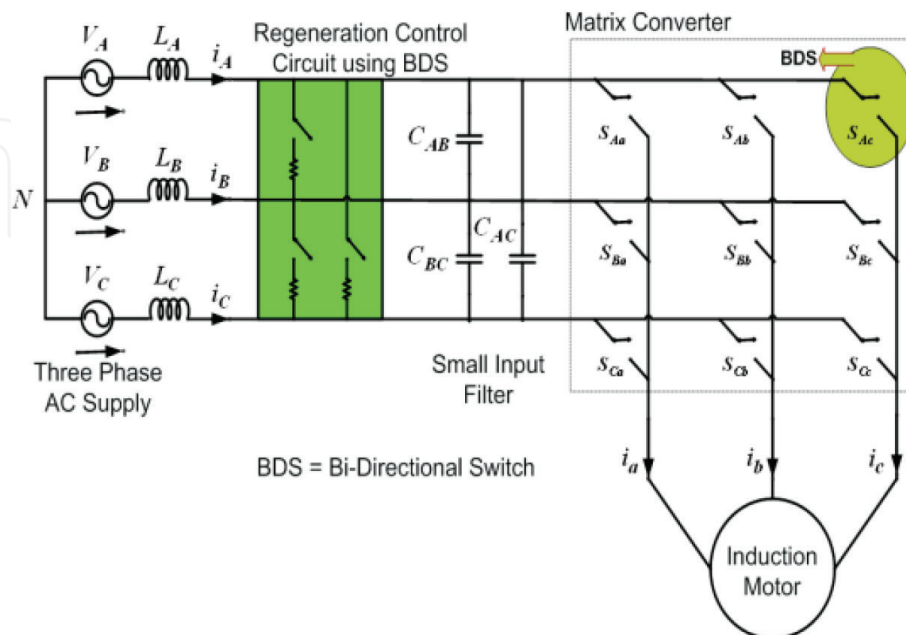 Matrix Converter
Regeneration Control
Circuit using BDS
BDS
V_A
L_A
i_A
C_AB
S_Aa
S_Ab
S_Ac
V_B
L_B
i_B
N
C_AC
C_BC
S_Ba
S_Bb
S_Bc
V_C
L_C
i_C
S_Ca
S_Cb
S_Cc
Three Phase
AC Supply
Small Input
Filter
BDS = Bi-Directional Switch
i_a
i_b
i_c
Induction
Motor